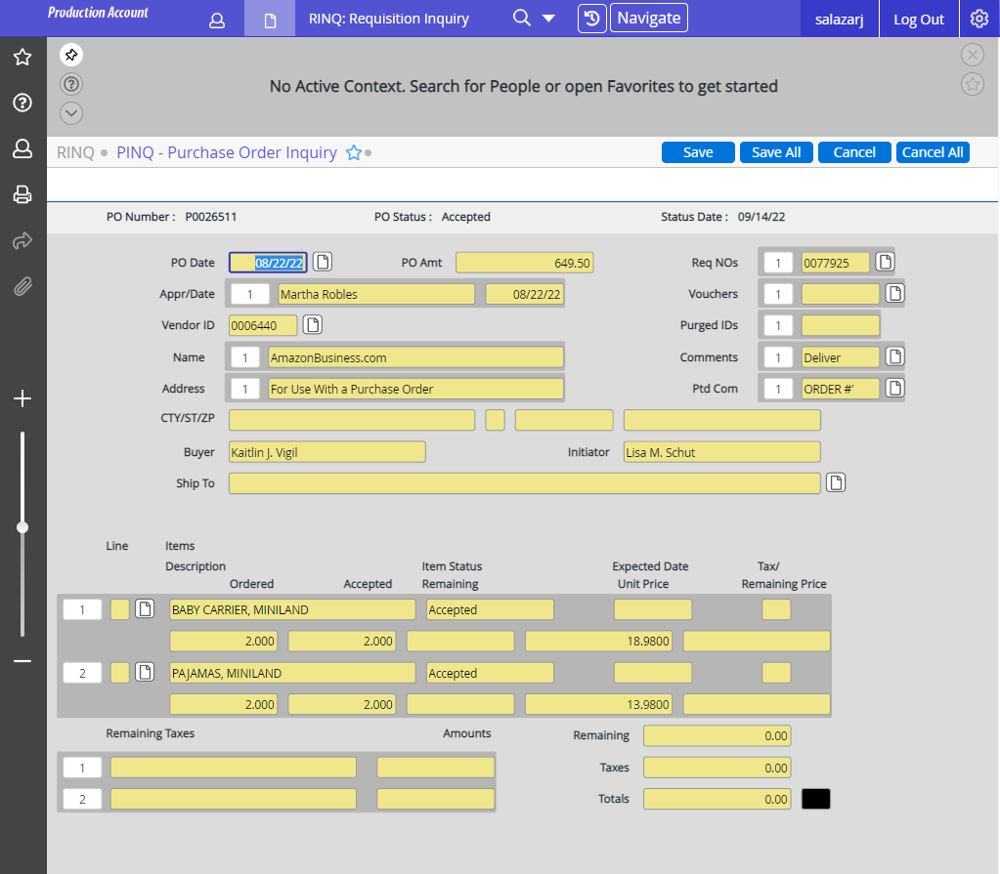 Production Account
RINQ: Requisition Inquiry
Navigate
salazarj
Log Out
No Active Context. Search for People or open Favorites to get started
RINQ PINQ - Purchase Order Inquiry
Save Save All Cancel Cancel All
PO Number : P0026511 PO Status : Accepted Status Date : 09/14/22
PO Date 08/22/22 PO Amt 649.50 Req NOs 1 0077925
Appr/Date 1 Martha Robles 08/22/22 Vouchers 1
Vendor ID 0006440 Purged IDs 1
Name 1 AmazonBusiness.com Comments 1 Deliver
Address 1 For Use With a Purchase Order Ptd Com 1 ORDER #'
CTY/ST/ZP
Buyer Kaitlin J. Vigil Initiator Lisa M. Schut
Ship To
Line Items
Description Item Status Expected Date Tax/
Ordered Accepted Remaining Unit Price Remaining Price
1 BABY CARRIER, MINILAND Accepted
2.000 2.000 18.9800
2 PAJAMAS, MINILAND Accepted
2.000 2.000 13.9800
Remaining Taxes Amounts Remaining 0.00
1 Taxes 0.00
2 Totals 0.00